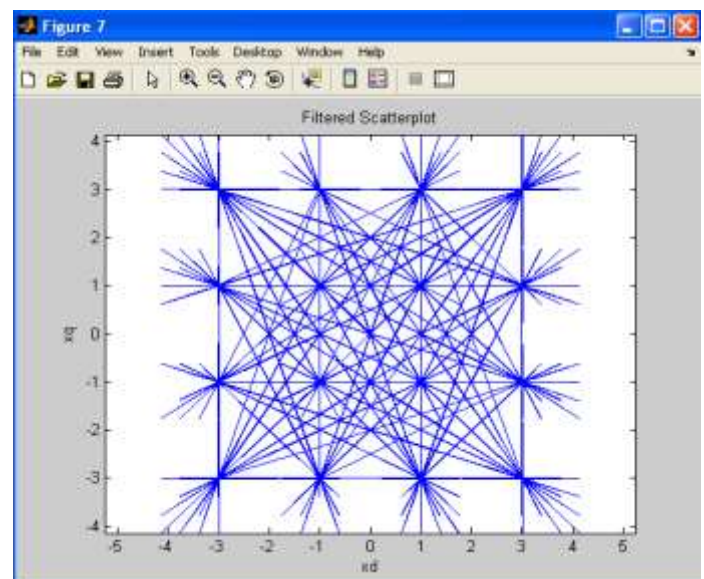 Figure 7
File Edit View Insert Tools Desktop Window Help
Filtered Scatterplot
4
3
2
1
0
-1
-2
-3
-4
xq
-5 -4 -3 -2 -1 0 1 2 3 4 5
xd